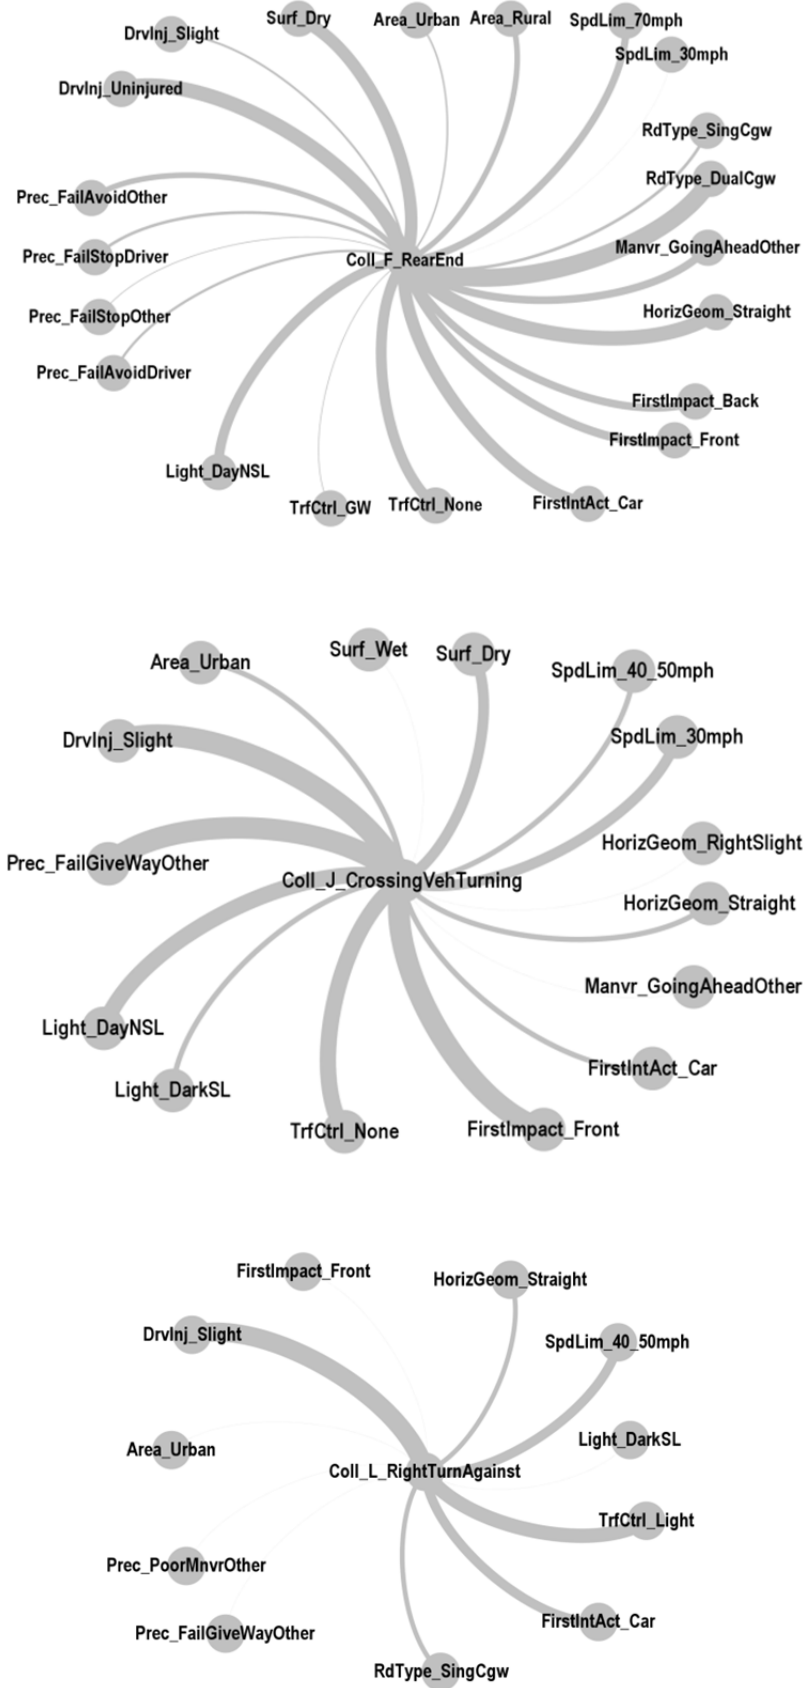 Surf_Dry
Area_Urban
Area_Rural
SpdLim_70mph
DrvInj_Slight
SpdLim_30mph
DrvInj_Uninjured
RdType_SingCgw
RdType_DualCgw
Prec_FailAvoidOther
Manvr_GoingAheadOther
Prec_FailStopDriver
Coll_F_RearEnd
HorizGeom_Straight
Prec_FailStopOther
Prec_FailAvoidDriver
FirstImpact_Back
FirstImpact_Front
Light_DayNSL
TrfCtrl_GW
TrfCtrl_None
FirstIntAct_Car
Surf_Wet
Surf_Dry
Area_Urban
SpdLim_40_50mph
DrvInj_Slight
SpdLim_30mph
HorizGeom_RightSlight
Prec_FailGiveWayOther
Coll_J_CrossingVehTurning
HorizGeom_Straight
Manvr_GoingAheadOther
Light_DayNSL
FirstIntAct_Car
Light_DarkSL
TrfCtrl_None
FirstImpact_Front
FirstImpact_Front
HorizGeom_Straight
DrvInj_Slight
SpdLim_40_50mph
Light_DarkSL
Area_Urban
Coll_L_RightTurnAgainst
TrfCtrl_Light
Prec_PoorMnvrOther
FirstIntAct_Car
Prec_FailGiveWayOther
RdType_SingCgw